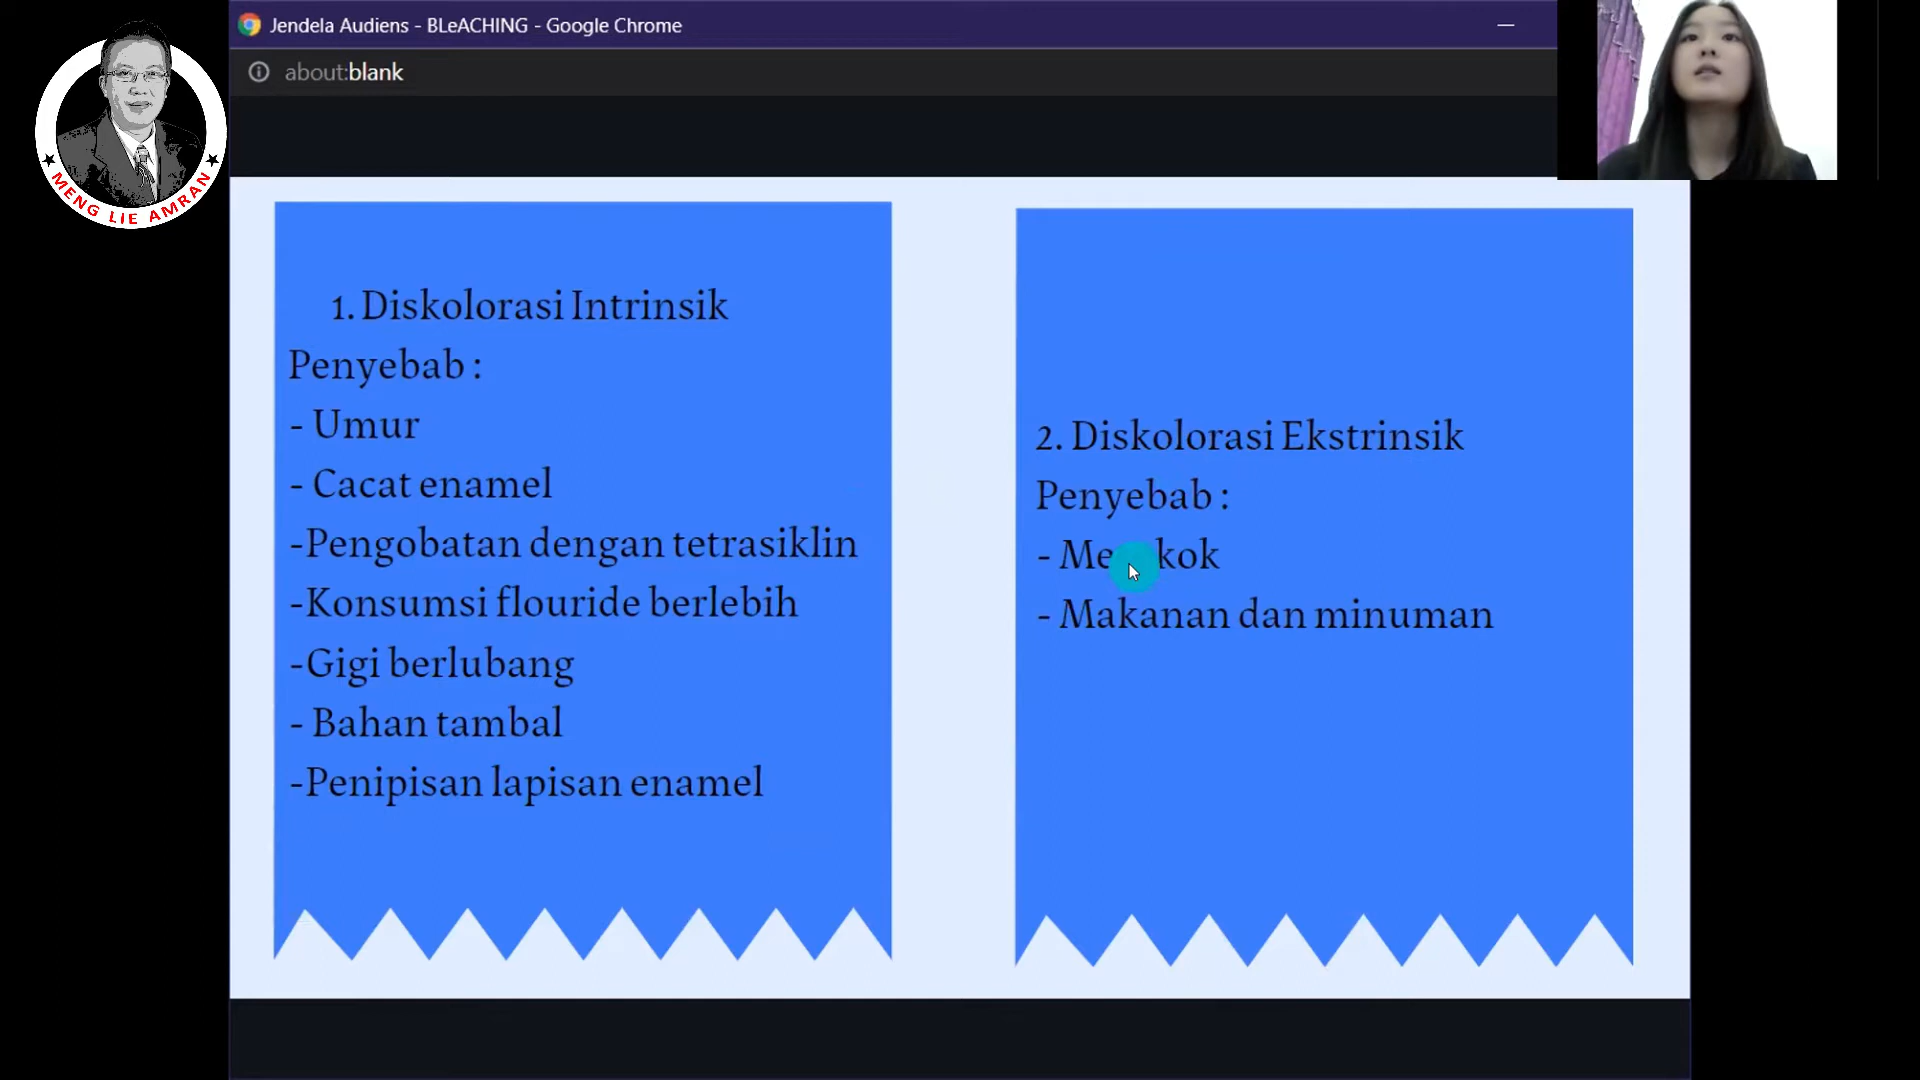 Jendela Audiens - BLeACHING - Google Chrome
about:blank
MENG LIE AMRAN
1. Diskolorasi Intrinsik
Penyebab :
- Umur
- Cacat enamel
-Pengobatan dengan tetrasiklin
-Konsumsi flouride berlebih
-Gigi berlubang
- Bahan tambal
-Penipisan lapisan enamel
2. Diskolorasi Ekstrinsik
Penyebab :
- Merokok
- Makanan dan minuman